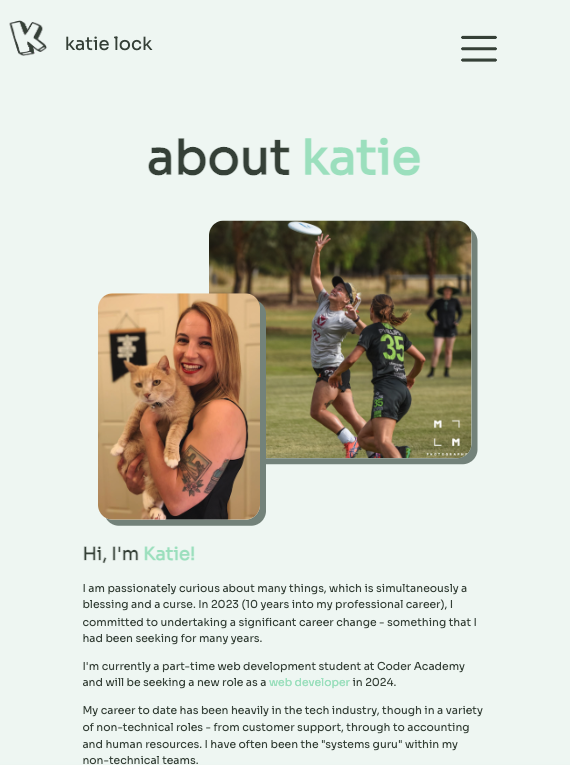 K
katie lock
about katie
35
M
L M
PHOTOGRAPHY
Hi, I'm Katie!
I am passionately curious about many things, which is simultaneously a
blessing and a curse. In 2023 (10 years into my professional career), I
committed to undertaking a significant career change - something that I
had been seeking for many years.
I'm currently a part-time web development student at Coder Academy
and will be seeking a new role as a web developer in 2024.
My career to date has been heavily in the tech industry, though in a variety
of non-technical roles - from customer support, through to accounting
and human resources. I have often been the "systems guru" within my
non-technical teams.